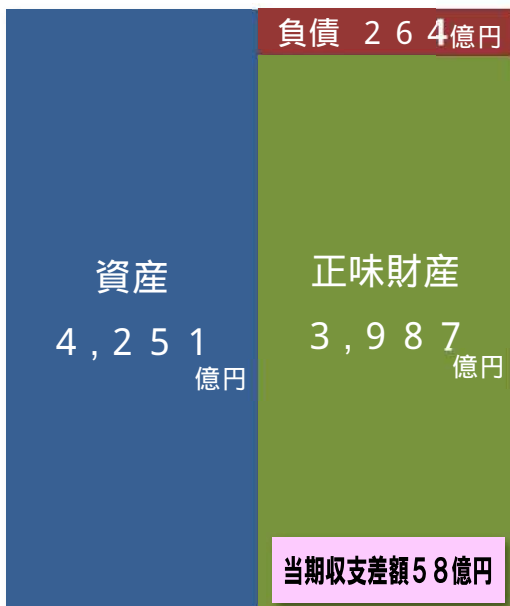 負債 ２６４億円
資産
４,２５１
億円
正味財産
３,９８７
億円
当期収支差額５８億円